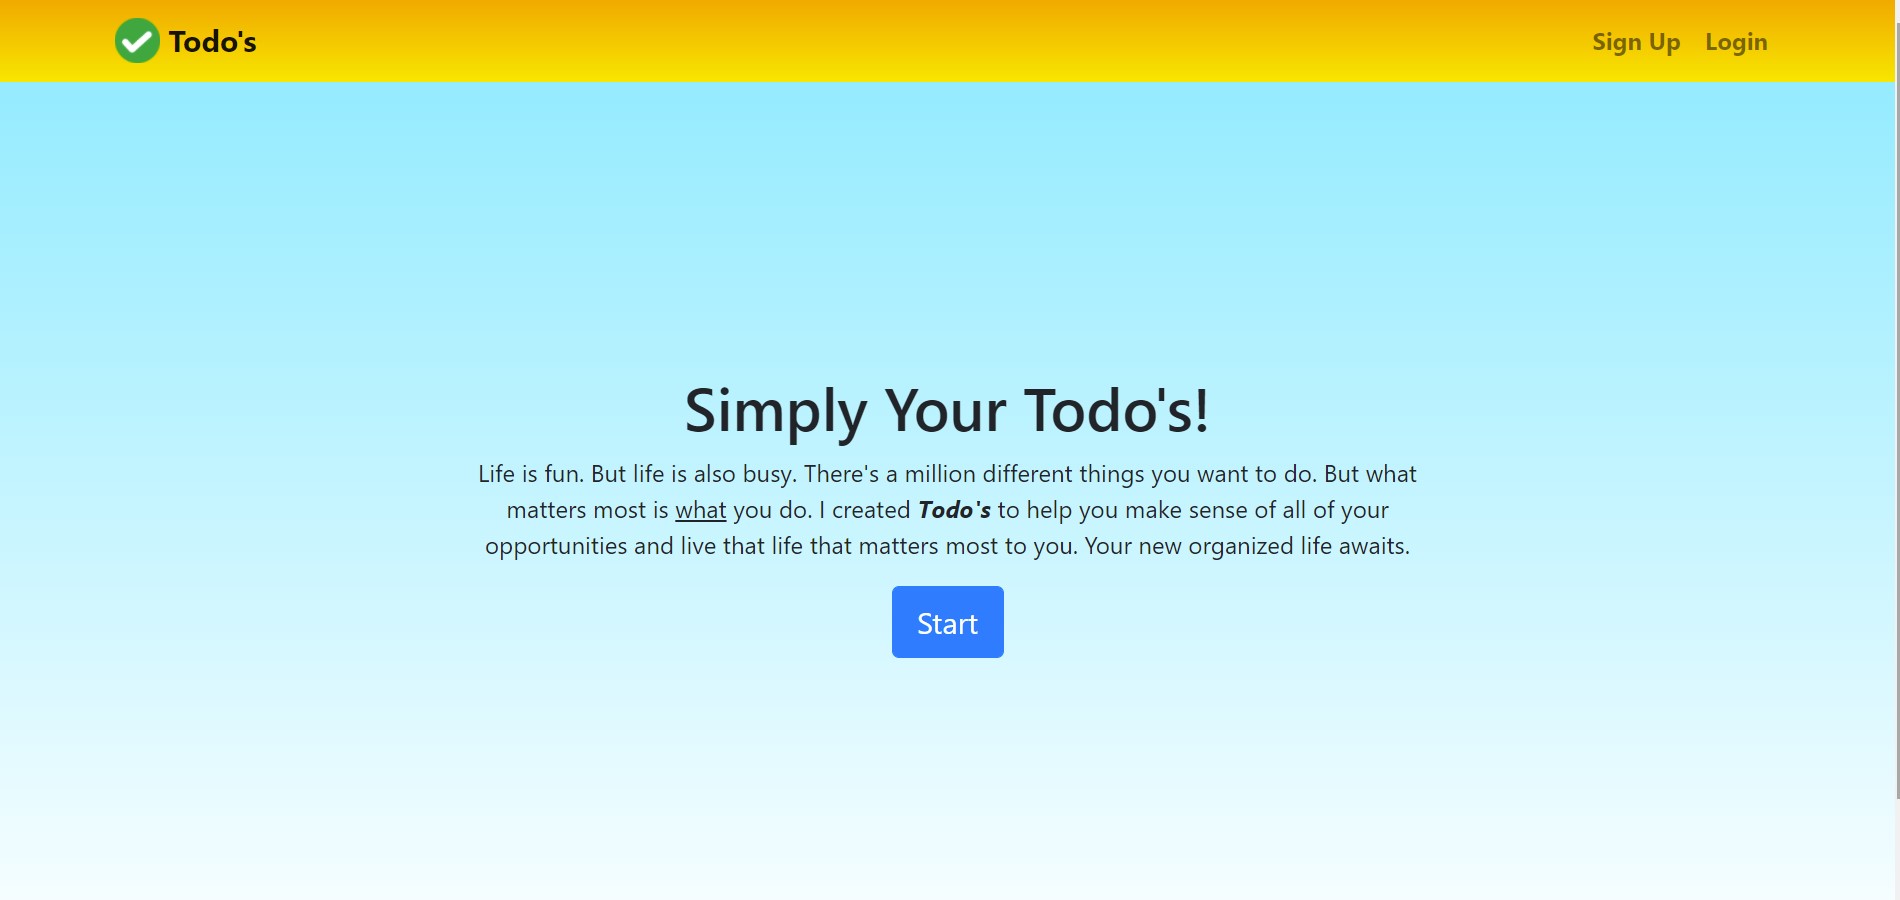 Todo's
Sign Up Login
Simply Your Todo's!
Life is fun. But life is also busy. There's a million different things you want to do. But what
matters most is what you do. I created Todo's to help you make sense of all of your
opportunities and live that life that matters most to you. Your new organized life awaits.
Start